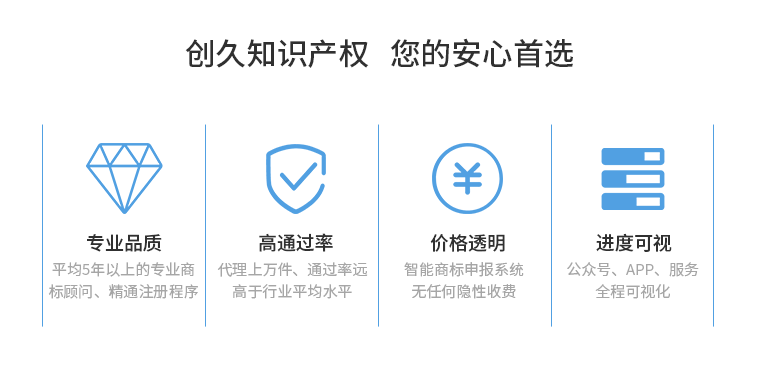 创久知识产权 您的安心首选
专业品质
平均5年以上的专业商
标顾问、精通注册程序
高通过率
代理上万件、通过率远
高于行业平均水平
价格透明
智能商标申报系统
无任何隐性收费
进度可视
公众号、APP、服务
全程可视化